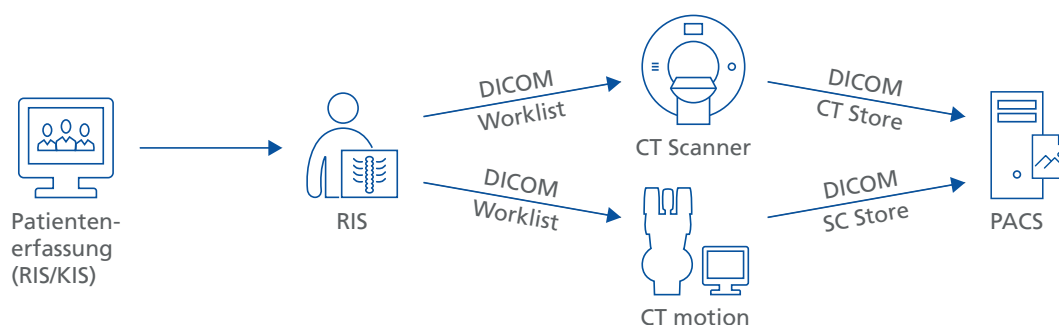 Patienten-
erfassung
(RIS/KIS)
RIS
DICOM
Worklist
DICOM
Worklist
CT Scanner
CT motion
DICOM
CT Store
DICOM
SC Store
PACS